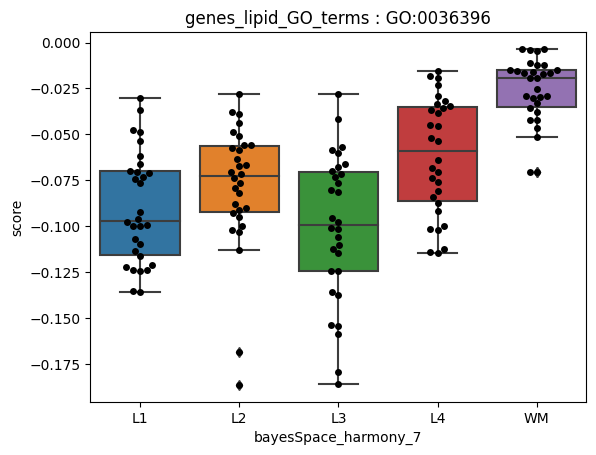 genes_lipid_GO_terms : GO:0036396
0.000
−0.025
−0.050
−0.075
−0.100
−0.125
−0.150
−0.175
score
L1
L2
L3
L4
WM
bayesSpace_harmony_7